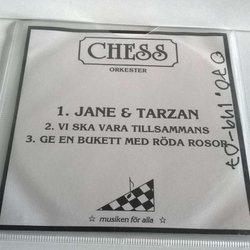 CHESS
ORKESTER
1. JANE & TARZAN
2. VI SKA VARA TILLSAMMANS
3. GE EN BUKETT MED RÖDA ROSOR
☆ musiken för alla ☆